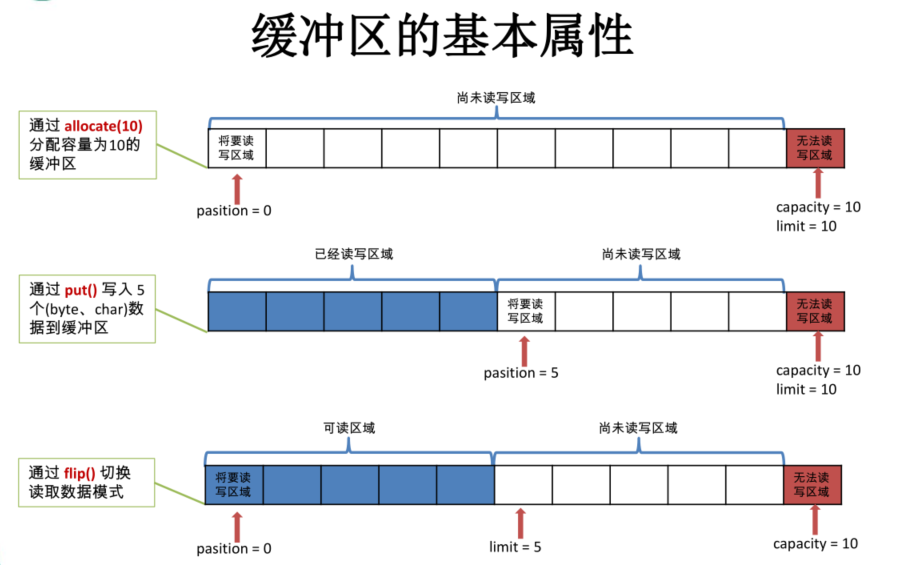 缓冲区的基本属性
尚未读写区域
通过 allocate(10)
分配容量为10的
缓冲区
将要读
写区域
无法读
写区域
pasition = 0
capacity = 10
limit = 10
已经读写区域
尚未读写区域
通过 put() 写入 5
个(byte、char)数
据到缓冲区
将要读
写区域
无法读
写区域
pasition = 5
capacity = 10
limit = 10
可读区域
尚未读写区域
通过 flip() 切换
读取数据模式
将要读
写区域
无法读
写区域
pasition = 0
limit = 5
capacity = 10